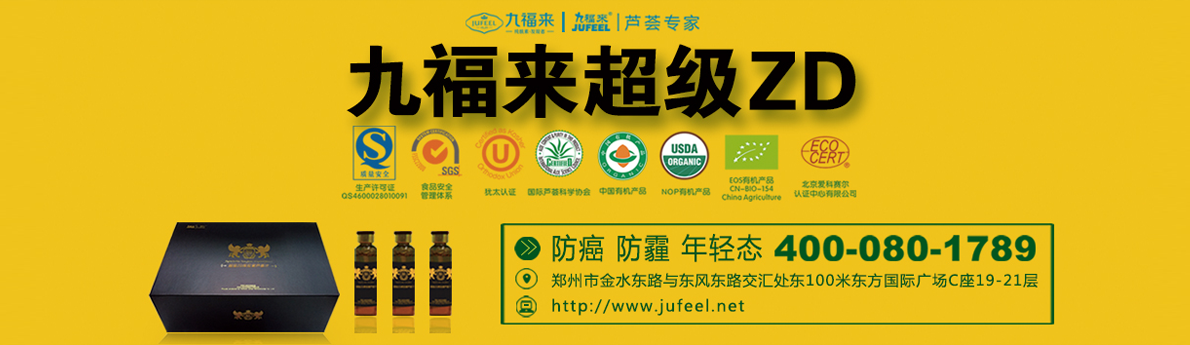 JUFEEL 九福来 九福来 JUFEEL 芦荟专家
九福来超级ZD
质量安全
生产许可证
QS4600028010091
SGS
食品安全
管理体系
犹太认证
CERTIFIED
国际芦荟科学协会
ORGANIC
中国有机产品
USDA
ORGANIC
NOP有机产品
EOS有机产品
CN-BIO-154
China Agriculture
ECO
CERT
北京爱科赛尔
认证中心有限公司
防癌 防霾 年轻态 400-080-1789
郑州市金水东路与东风东路交汇处东100米东方国际广场C座19-21层
http://www.jufeel.net